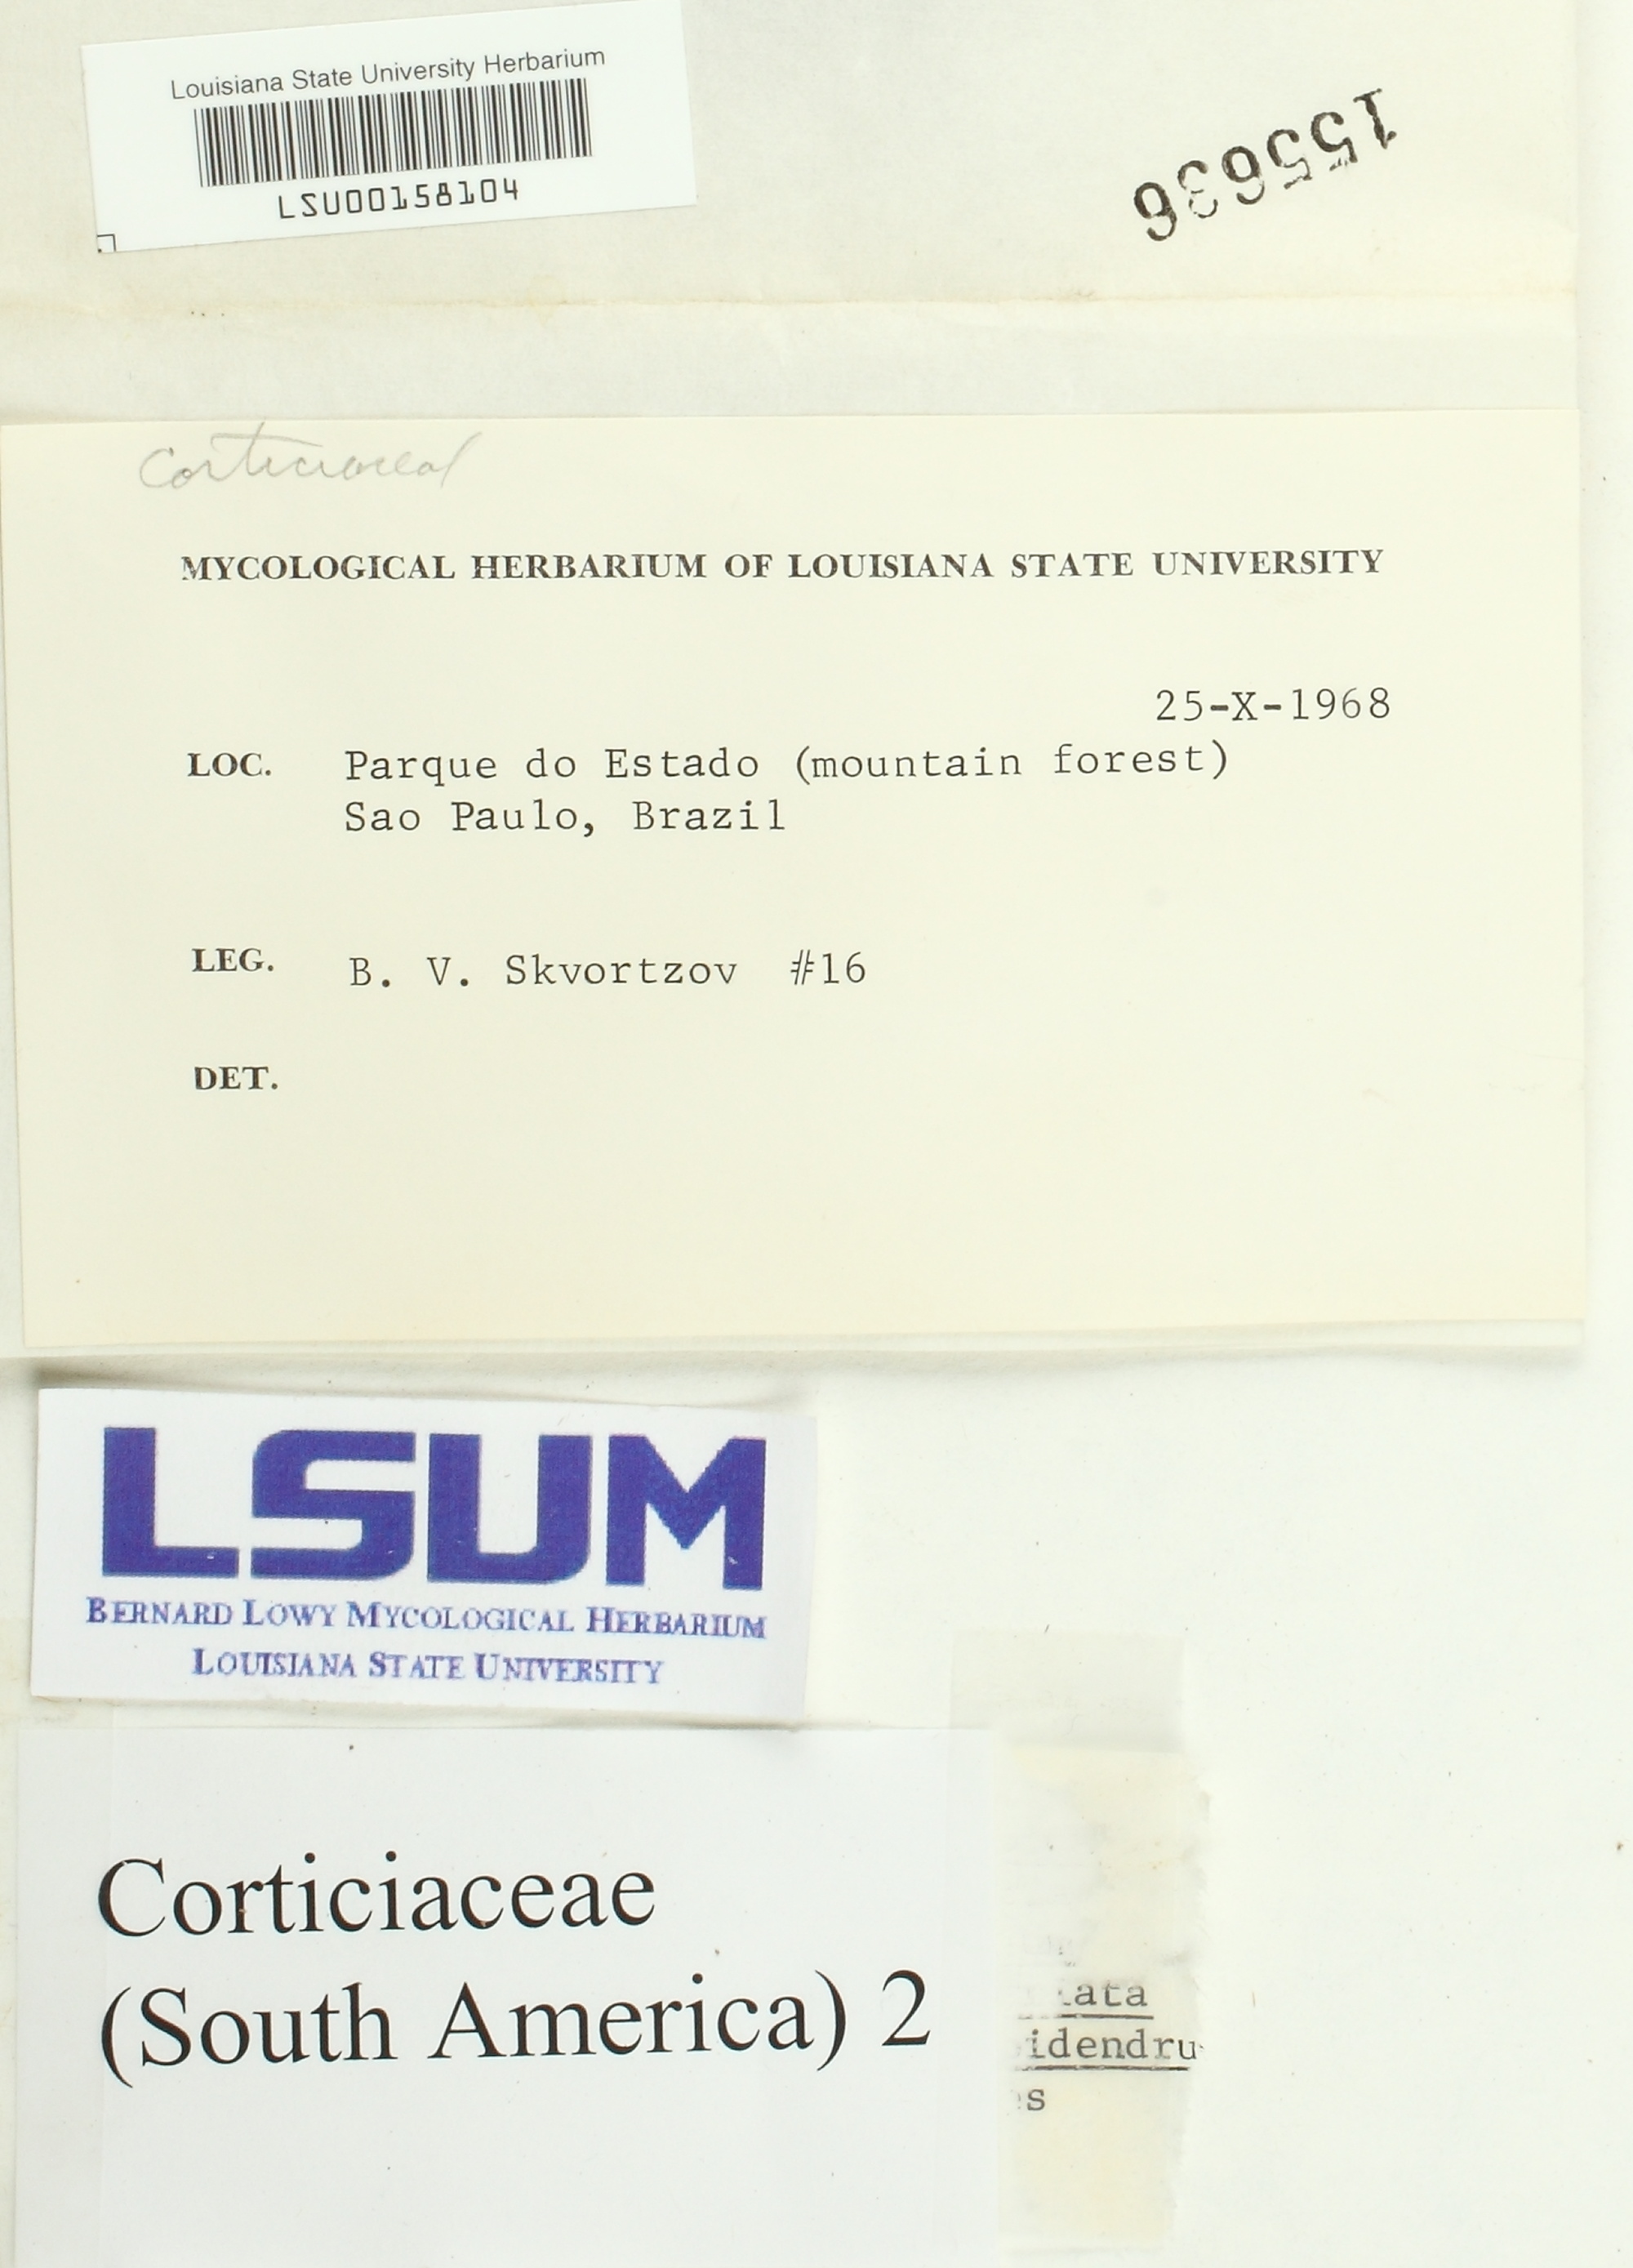 Louisiana State University Herbarium
LSU00158104
155636
Corticiaceae
MYCOLOGICAL HERBARIUM OF LOUISIANA STATE UNIVERSITY
25-X-1968
LOC. Parque do Estado (mountain forest)
Sao Paulo, Brazil
LEG. B. V. Skvortzov #16
DET.
LSUM
BERNARD LOWY MYCOLOGICAL HERBARIUM
LOUISIANA STATE UNIVERSITY
Corticiaceae
(South America) 2